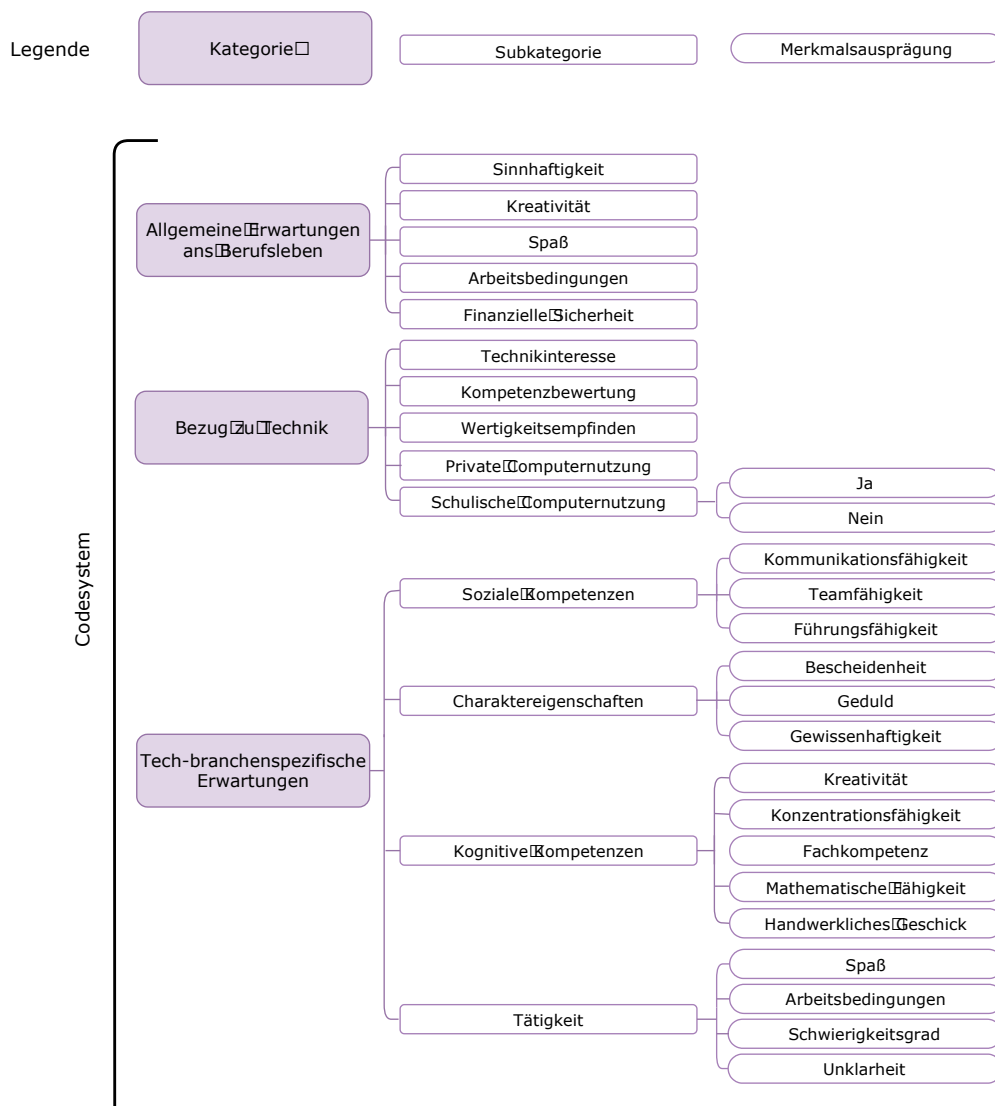 Legende
Kategorie
Subkategorie
Merkmalsausprägung
Codesystem
Allgemeine Erwartungen
ans Berufsleben
Sinnhaftigkeit
Kreativität
Spaß
Arbeitsbedingungen
Finanzielle Sicherheit
Bezug zu Technik
Technikinteresse
Kompetenzbewertung
Wertigkeitsempfinden
Private Computernutzung
Schulische Computernutzung
Ja
Nein
Tech-branchenspezifische
Erwartungen
Soziale Kompetenzen
Kommunikationsfähigkeit
Teamfähigkeit
Führungsfähigkeit
Charaktereigenschaften
Bescheidenheit
Geduld
Gewissenhaftigkeit
Kognitive Kompetenzen
Kreativität
Konzentrationsfähigkeit
Fachkompetenz
Mathematische Fähigkeit
Handwerkliches Geschick
Tätigkeit
Spaß
Arbeitsbedingungen
Schwierigkeitsgrad
Unklarheit